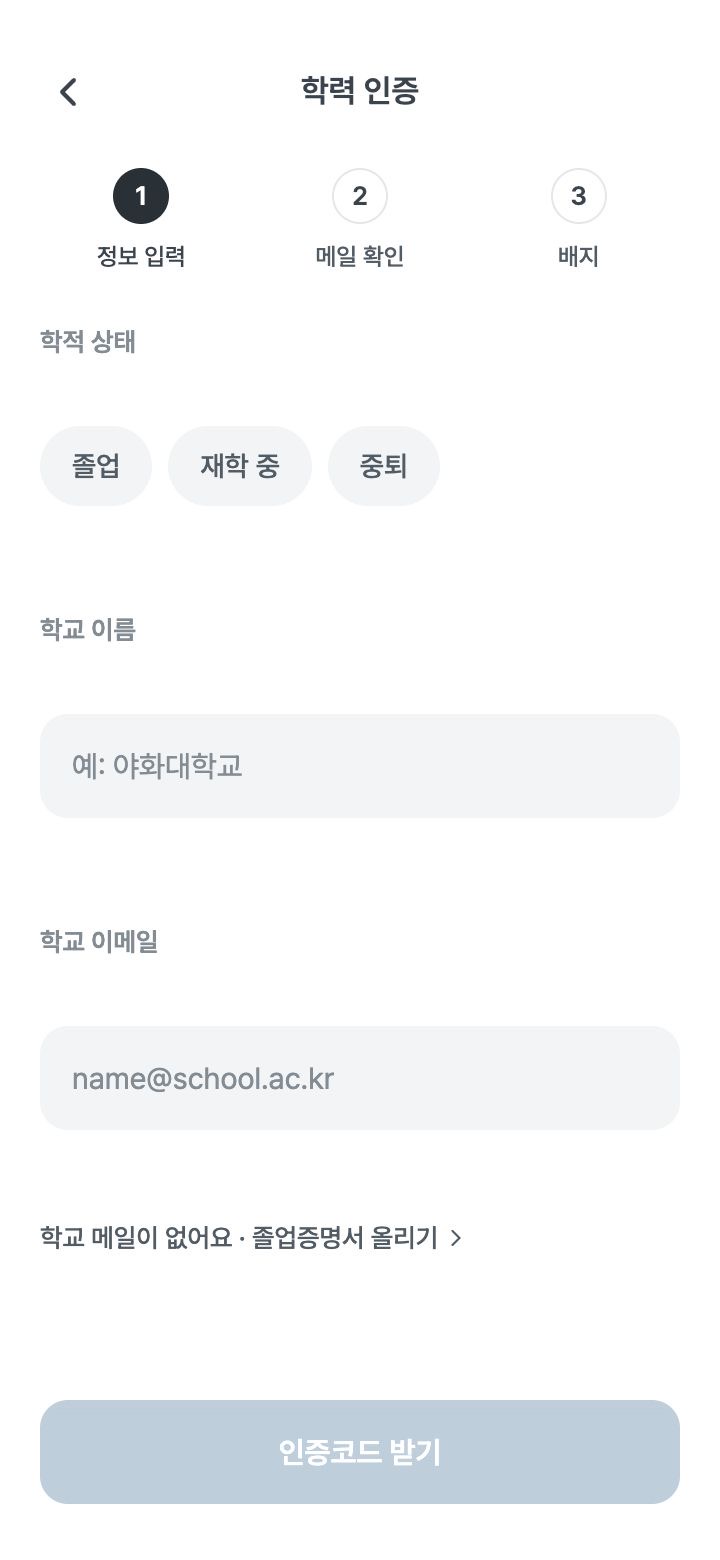 학력 인증
1 2 3
정보 입력 메일 확인 배지
학적 상태
졸업 재학 중 중퇴
학교 이름
예: 야화대학교
학교 이메일
name@school.ac.kr
학교 메일이 없어요 · 졸업증명서 올리기 >
인증코드 받기